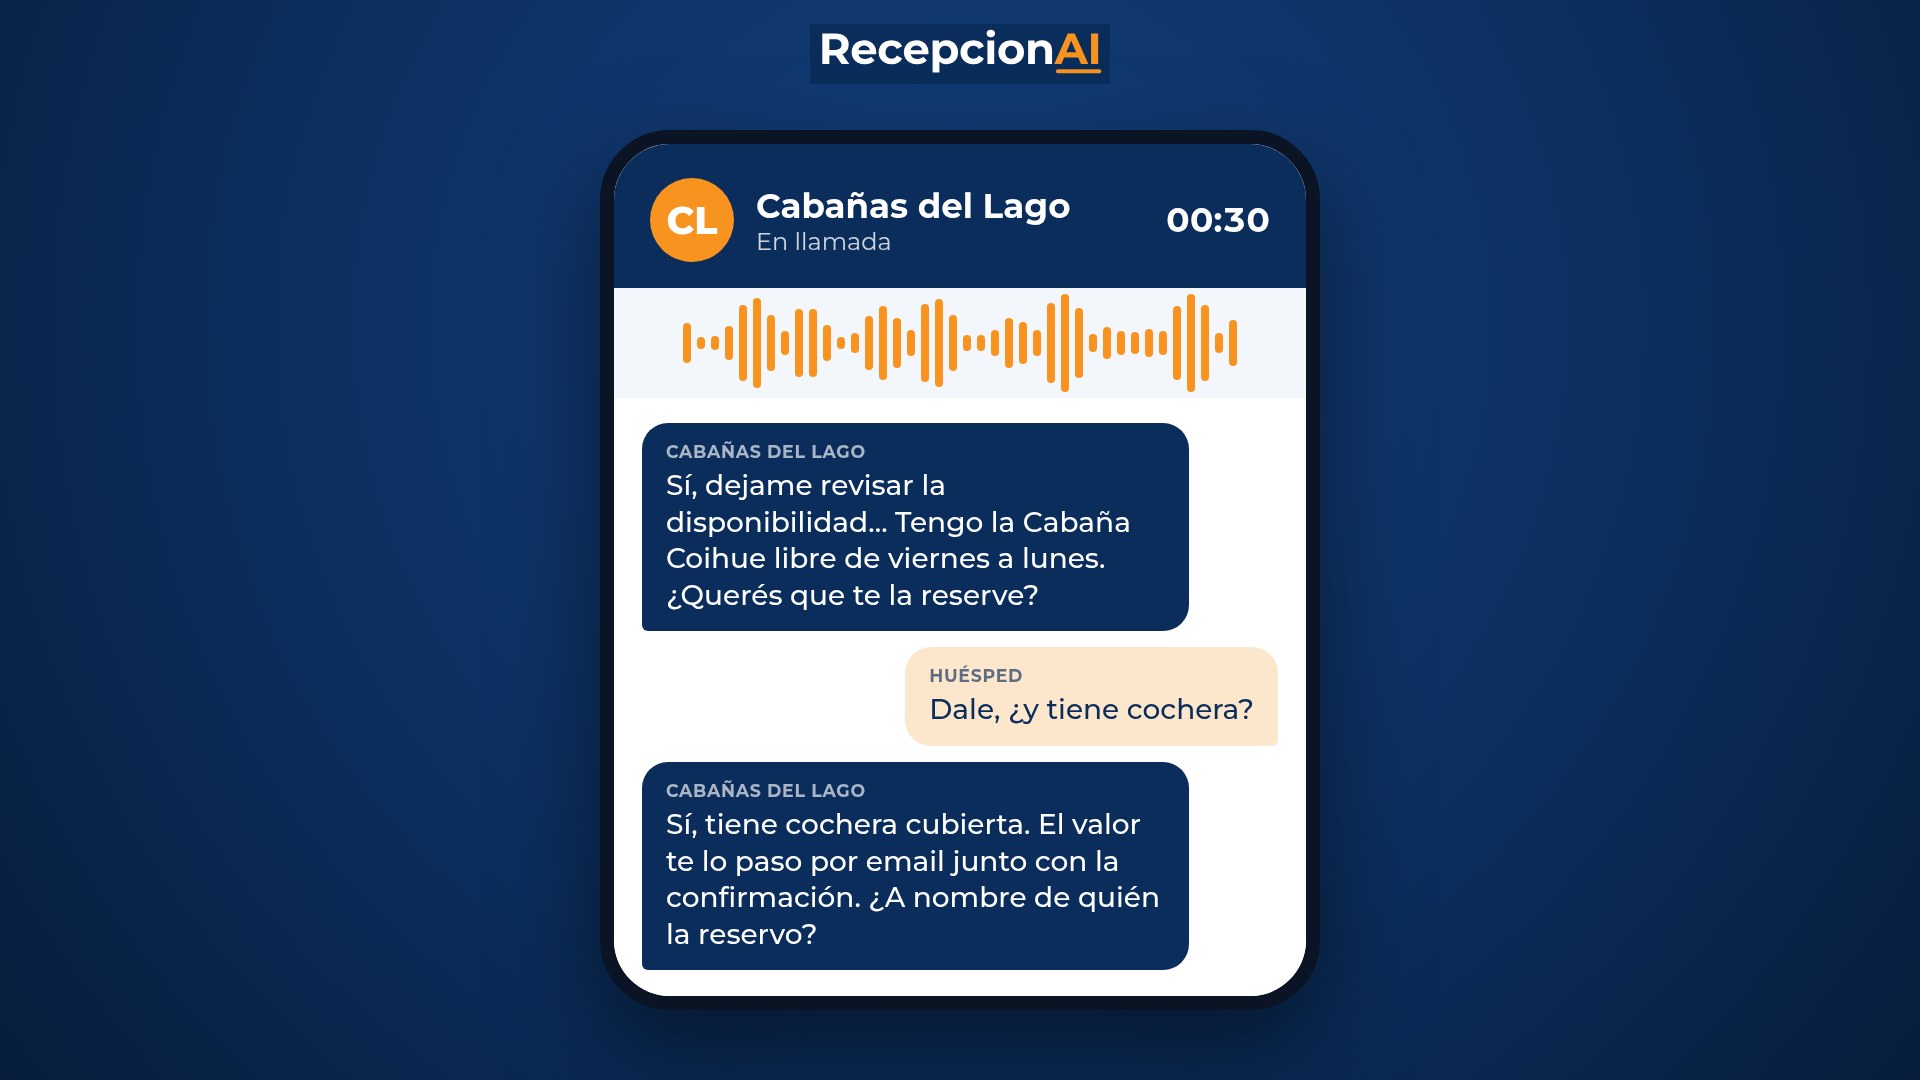 RecepcionAI
CL
Cabañas del Lago
En llamada
00:30
CABAÑAS DEL LAGO
Sí, dejame revisar la
disponibilidad... Tengo la Cabaña
Coihue libre de viernes a lunes.
¿Querés que te la reserve?
HUÉSPED
Dale, ¿y tiene cochera?
CABAÑAS DEL LAGO
Sí, tiene cochera cubierta. El valor
te lo paso por email junto con la
confirmación. ¿A nombre de quién
la reservo?